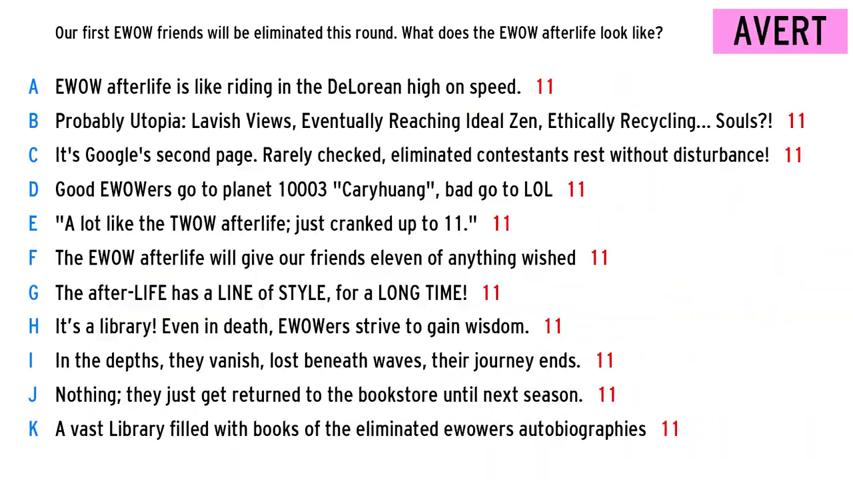 Our first EWOW friends will be eliminated this round. What does the EWOW afterlife look like?
AVERT
A EWOW afterlife is like riding in the DeLorean high on speed. 11
B Probably Utopia: Lavish Views, Eventually Reaching Ideal Zen, Ethically Recycling... Souls?! 11
C It's Google's second page. Rarely checked, eliminated contestants rest without disturbance! 11
D Good EWOWers go to planet 10003 "Caryhuang", bad go to LOL 11
E "A lot like the TWOW afterlife; just cranked up to 11." 11
F The EWOW afterlife will give our friends eleven of anything wished 11
G The after-LIFE has a LINE of STYLE, for a LONG TIME! 11
H It’s a library! Even in death, EWOWers strive to gain wisdom. 11
I In the depths, they vanish, lost beneath waves, their journey ends. 11
J Nothing; they just get returned to the bookstore until next season. 11
K A vast Library filled with books of the eliminated ewowers autobiographies 11